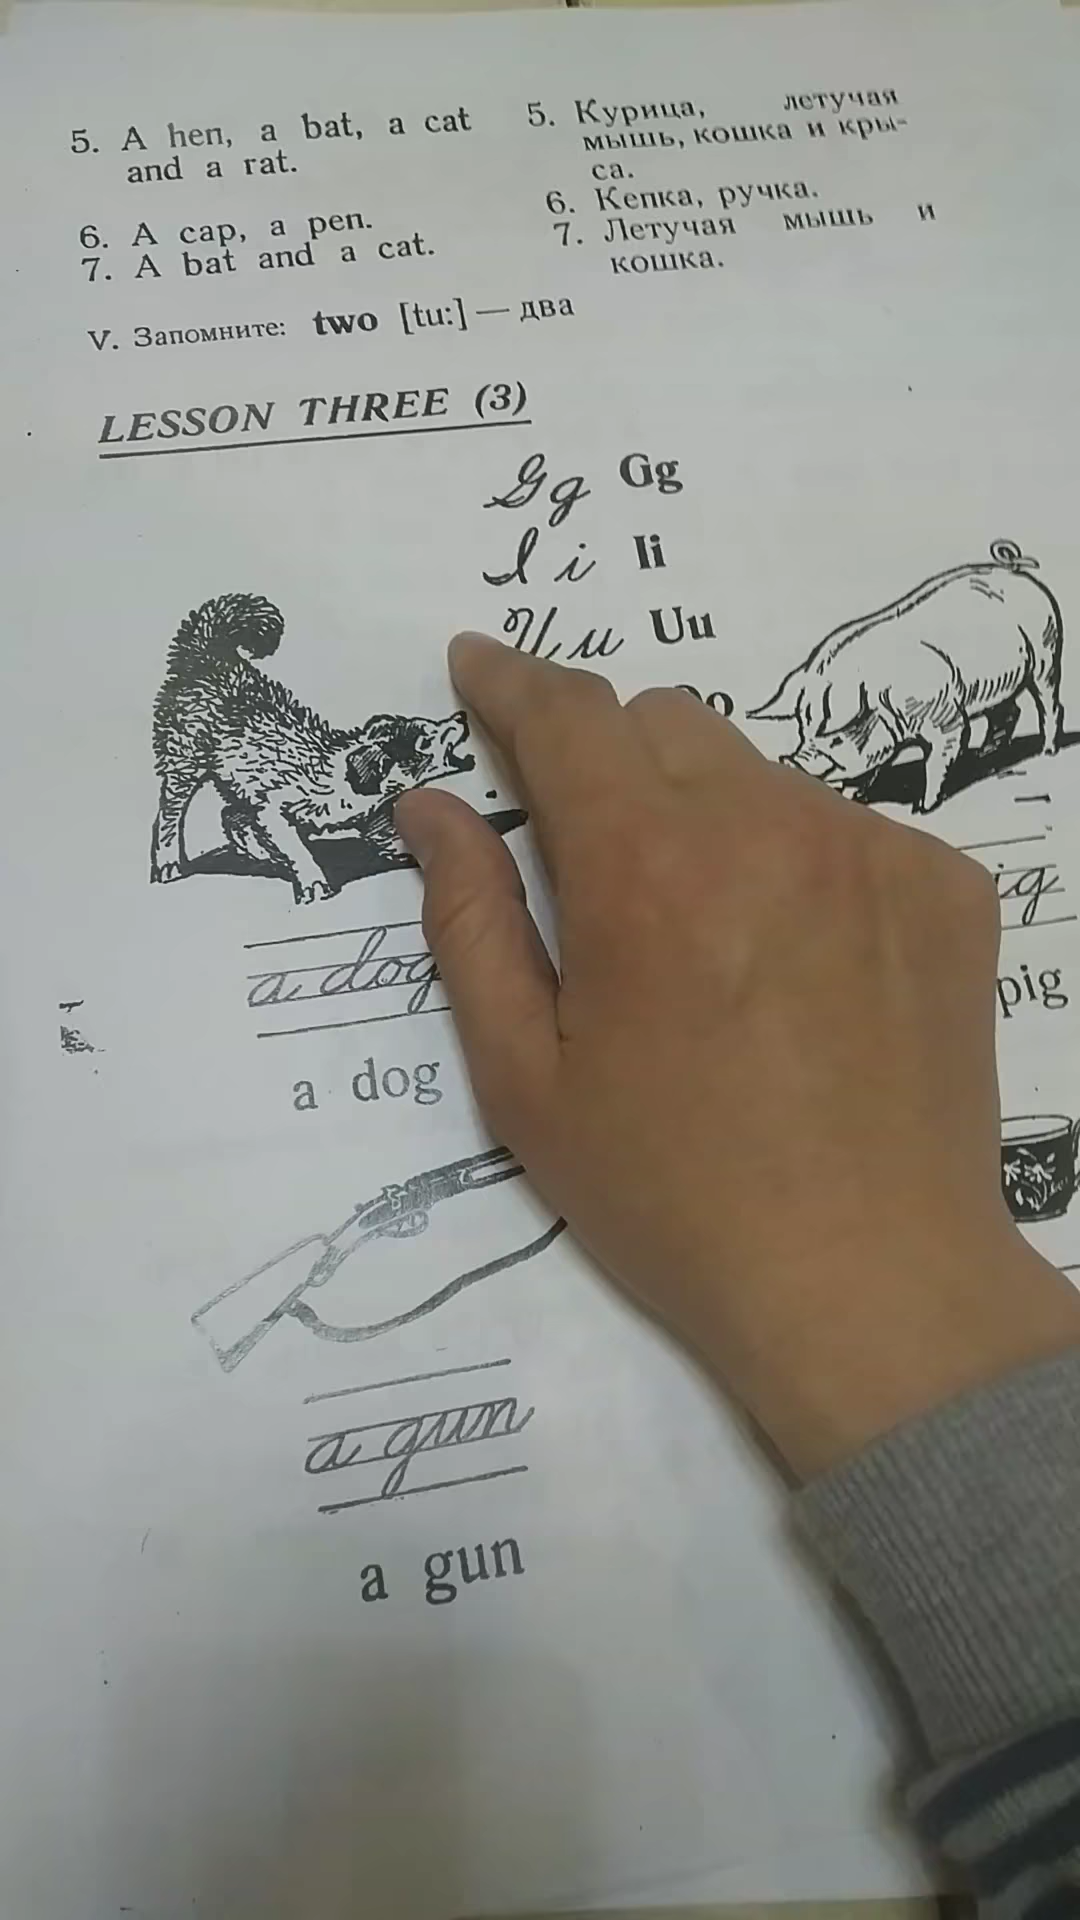 5. A hen, a bat, a cat
and a rat.
6. A cap, a pen.
7. A bat and a cat.
5. Курица, летучая
мышь, кошка и кры-
са.
6. Кепка, ручка.
7. Летучая мышь и
кошка.
V. Запомните: two [tu:] — два
LESSON THREE (3)
Gg Gg
Ii Ii
Uu Uu
a dog
a dog
pig
a gun
a gun